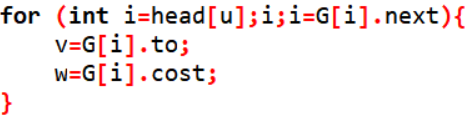 for (int i=head[u];i;i=G[i].next){
    v=G[i].to;
    w=G[i].cost;
}